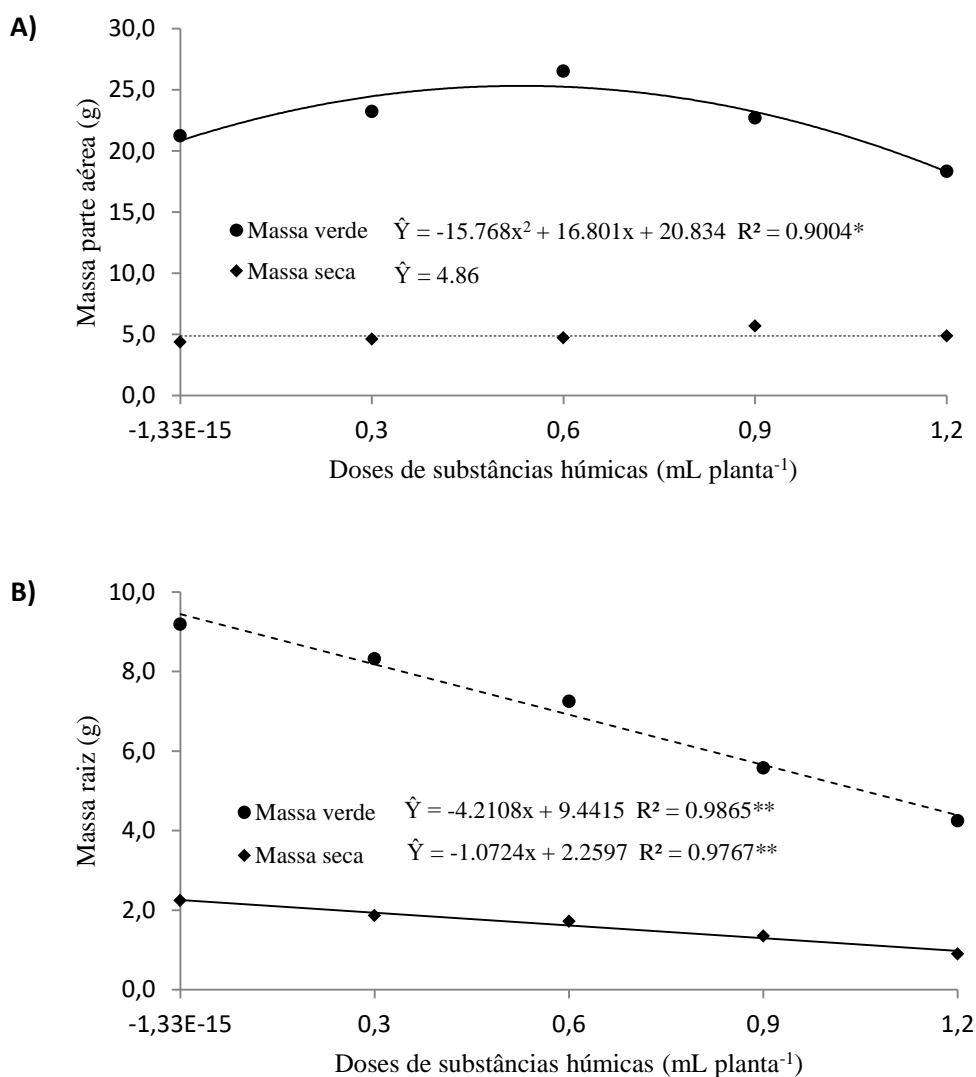 A)
Massa parte aérea (g)
30,0
25,0
20,0
15,0
10,0
5,0
0,0
Massa verde Ŷ = -15.768x² + 16.801x + 20.834 R² = 0.9004*
Massa seca Ŷ = 4.86
-1,33E-15 0,3 0,6 0,9 1,2
Doses de substâncias húmicas (mL planta⁻¹)
B)
Massa raiz (g)
10,0
8,0
6,0
4,0
2,0
0,0
Massa verde Ŷ = -4.2108x + 9.4415 R² = 0.9865**
Massa seca Ŷ = -1.0724x + 2.2597 R² = 0.9767**
-1,33E-15 0,3 0,6 0,9 1,2
Doses de substâncias húmicas (mL planta⁻¹)